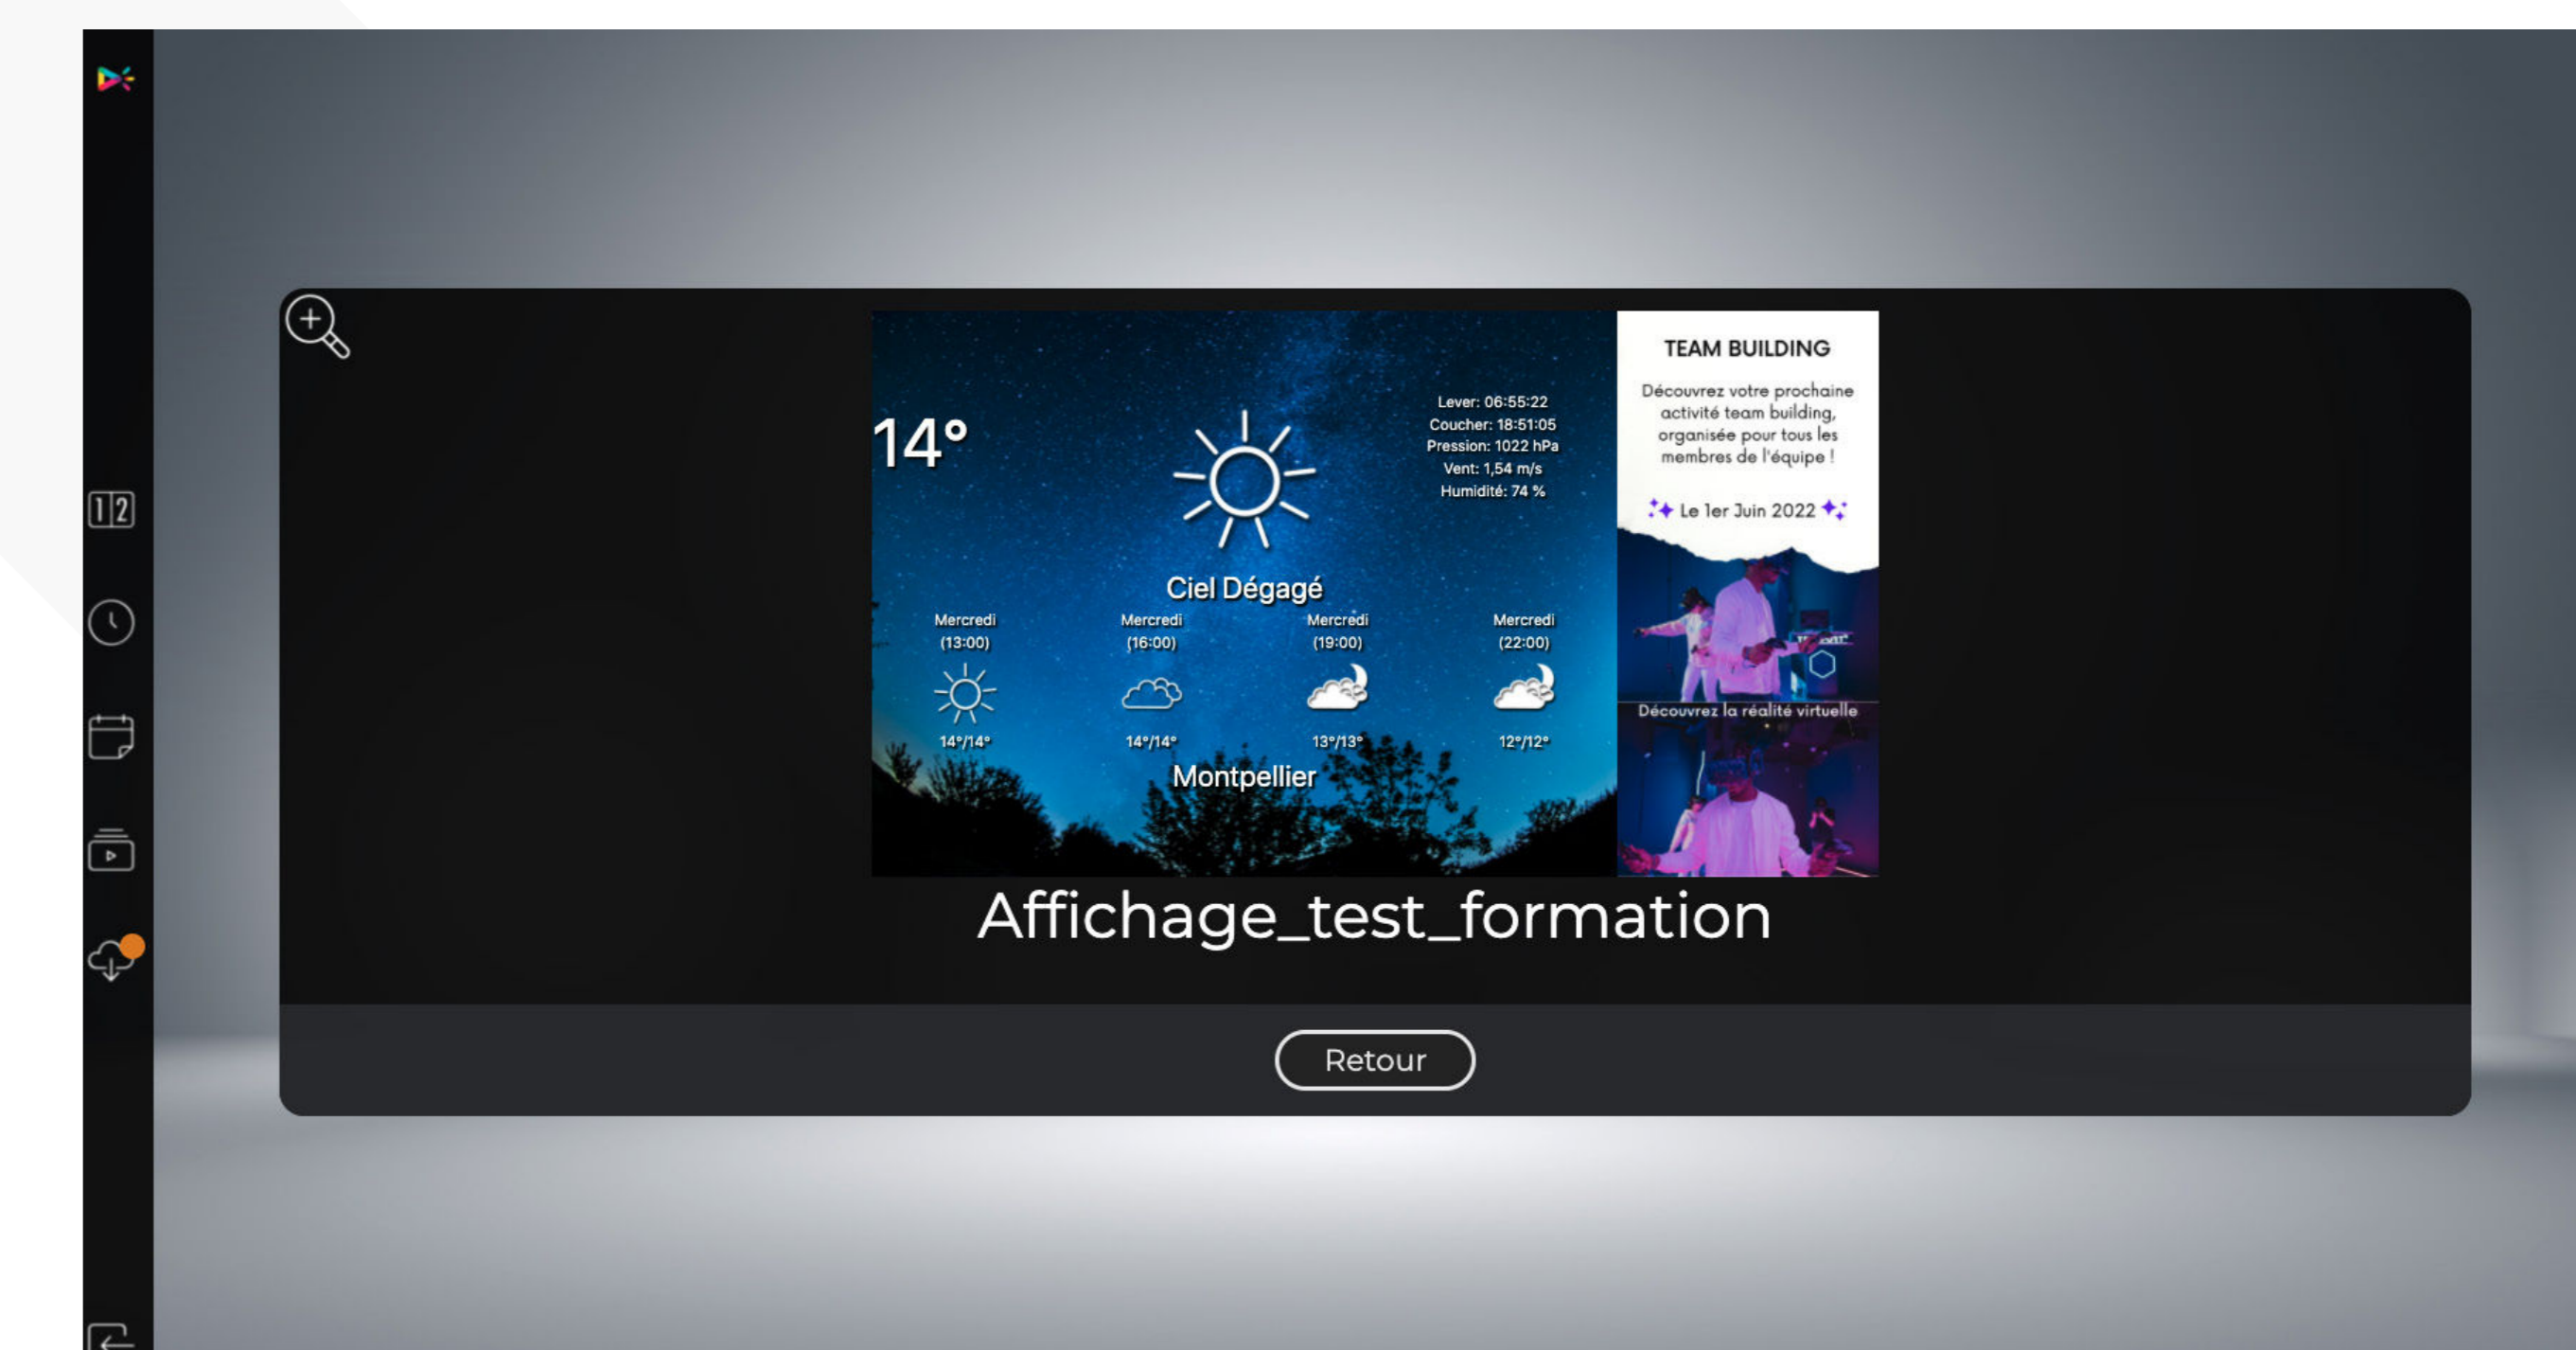 12
14°
Lever: 06:55:22
Coucher: 18:51:05
Pression: 1022 hPa
Vent: 1,54 m/s
Humidité: 74 %
Ciel Dégagé
Mercredi
(13:00)
14°/14°
Mercredi
(16:00)
14°/14°
Mercredi
(19:00)
13°/13°
Mercredi
(22:00)
12°/12°
Montpellier
TEAM BUILDING
Découvrez votre prochaine
activité team building,
organisée pour tous les
membres de l'équipe !
Le 1er Juin 2022
Découvrez la réalité virtuelle
Affichage_test_formation
Retour